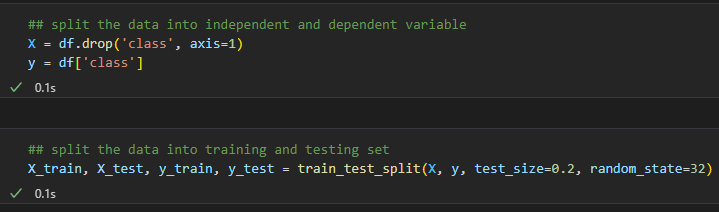 ## split the data into independent and dependent variable
X = df.drop('class', axis=1)
y = df['class']
0.1s
## split the data into training and testing set
X_train, X_test, y_train, y_test = train_test_split(X, y, test_size=0.2, random_state=32)
0.1s